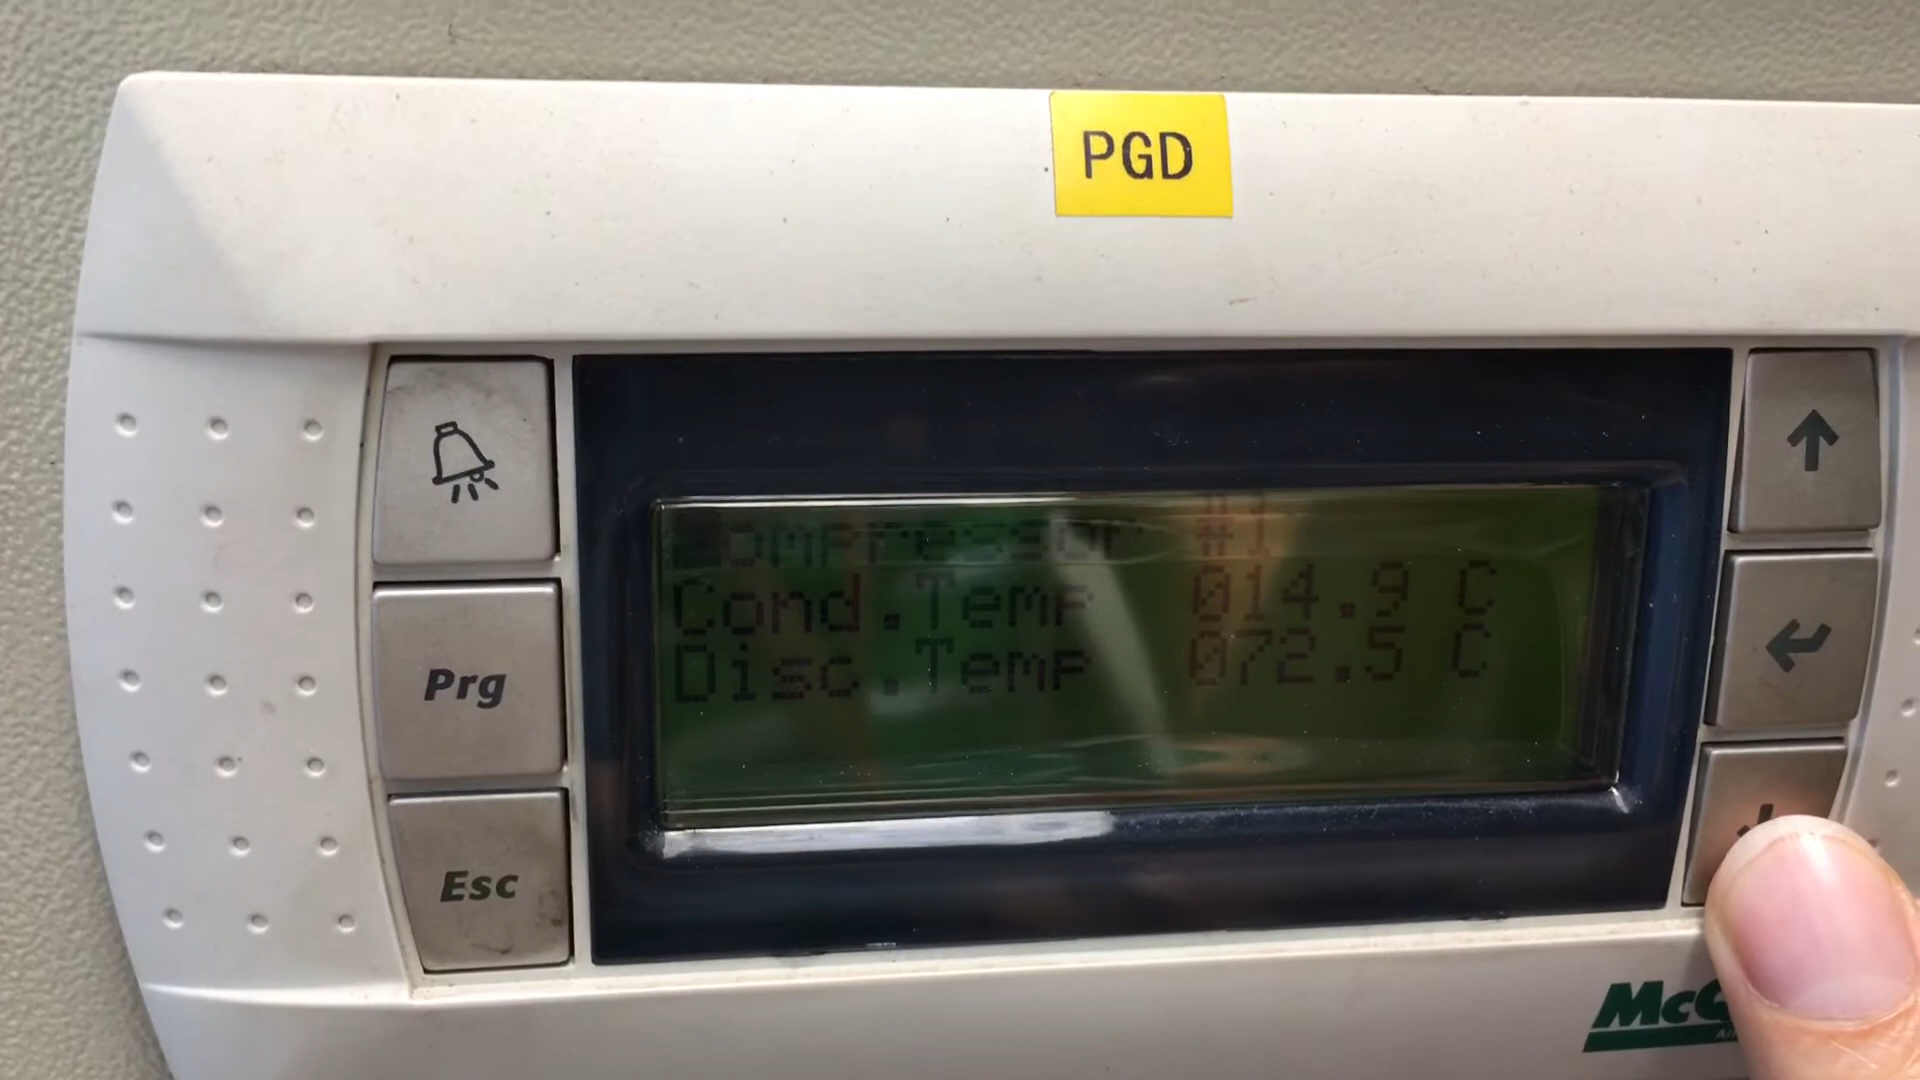 PGD
Compressor #1
Cond.Temp 014.9 C
Disc.Temp 072.5 C
Prg
Esc